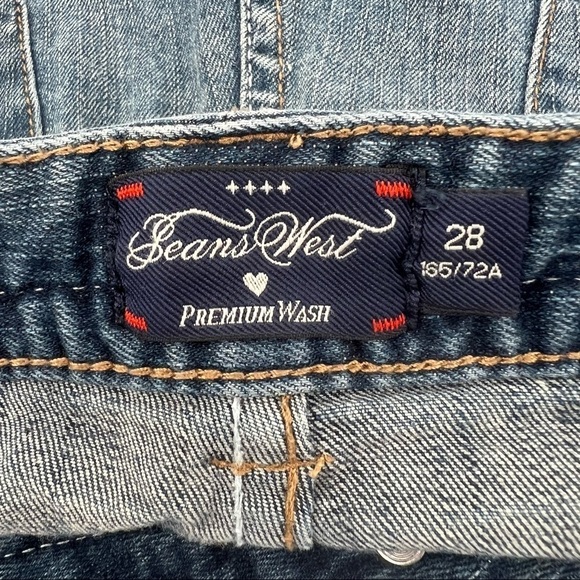 Jeans West
PREMIUM WASH
28
165/72A